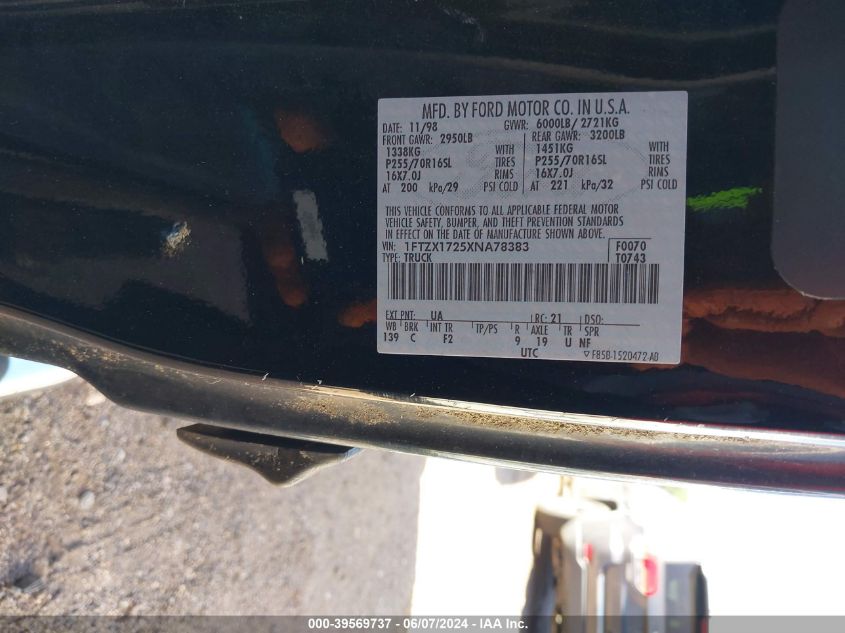 MFD. BY FORD MOTOR CO. IN U.S.A.
DATE: 11/98 GVWR: 6000LB/ 2721KG
FRONT GAWR: 2950LB REAR GAWR: 3200LB
1338KG WITH 1451KG WITH
P255/70R16SL TIRES P255/70R16SL TIRES
16X7.0J RIMS 16X7.0J RIMS
AT 200 kPa/29 PSI COLD AT 221 kPa/32 PSI COLD
THIS VEHICLE CONFORMS TO ALL APPLICABLE FEDERAL MOTOR
VEHICLE SAFETY, BUMPER, AND THEFT PREVENTION STANDARDS
IN EFFECT ON THE DATE OF MANUFACTURE SHOWN ABOVE.
VIN: 1FTZX1725XNA78383 F0070
TYPE: TRUCK T0743
EXT PNT: UA RC: 21 DSO:
WB BRK INT TR TP/PS R AXLE TR SPR
139 C F2 9 19 U NF
UTC F85B-1520472-AB
000-39569737 - 06/07/2024 - IAA Inc.